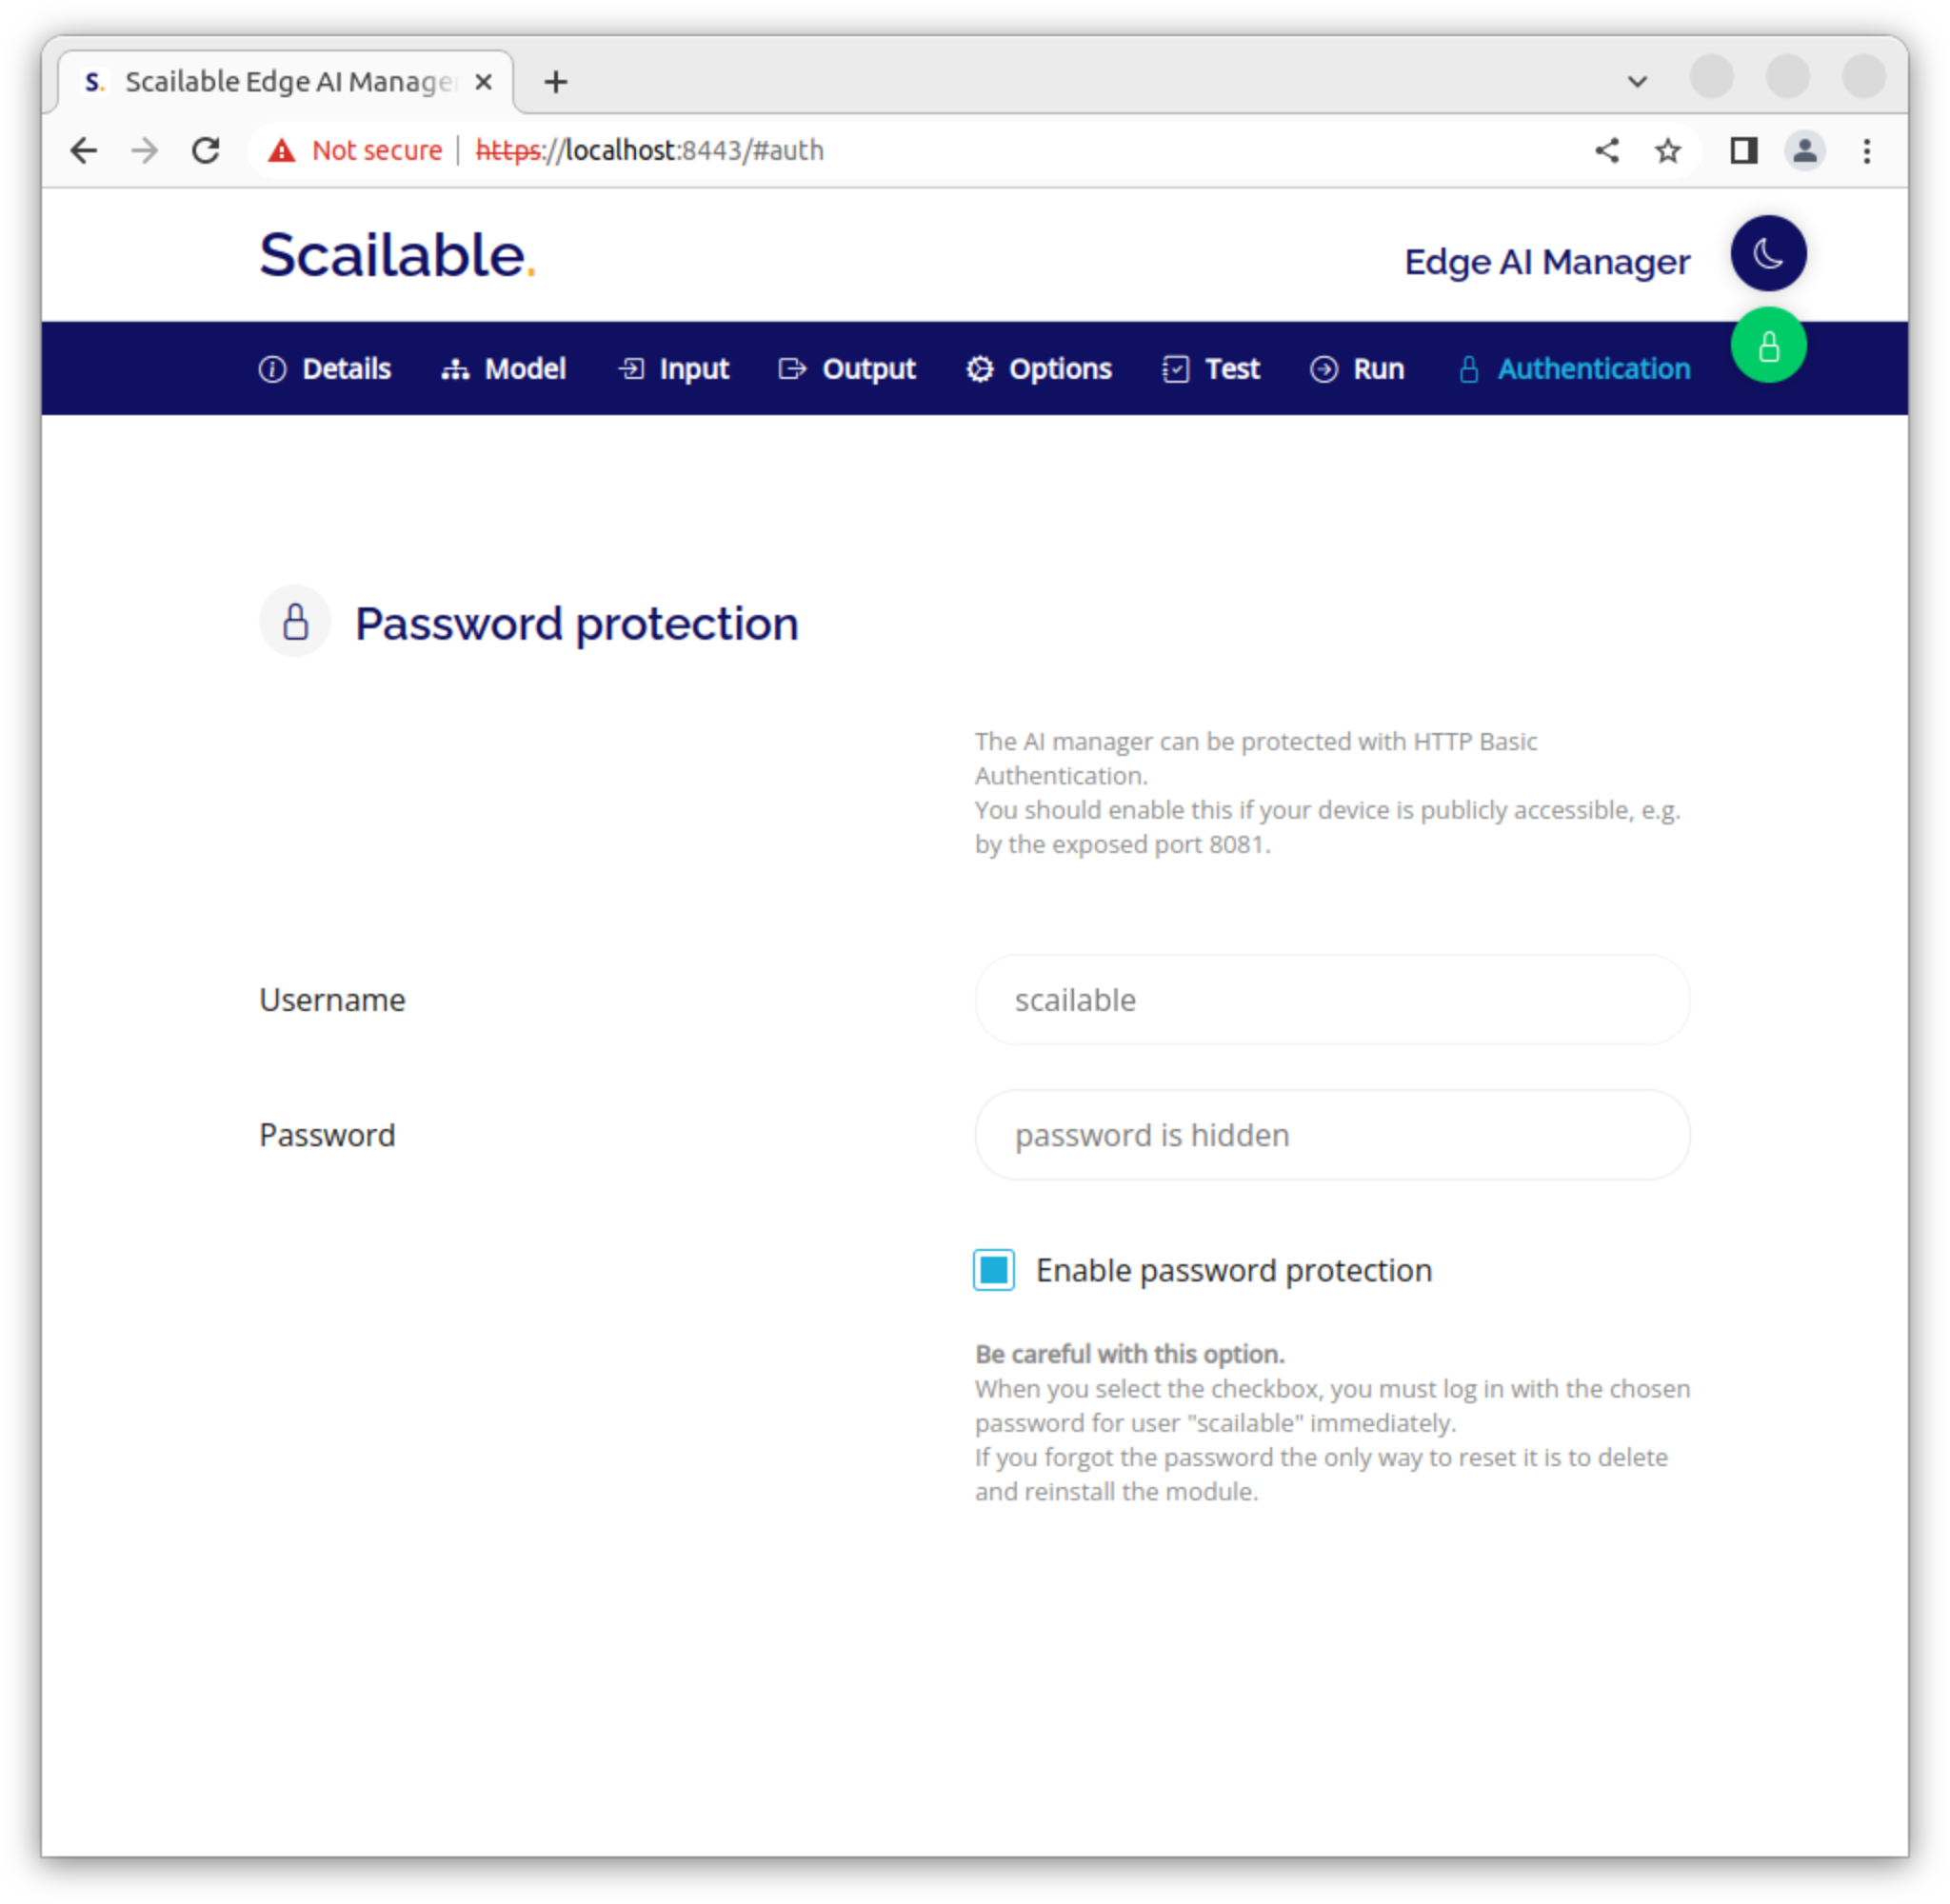 S. Scailable Edge AI Manage
Not secure | https://localhost:8443/#auth
Scailable.
Edge AI Manager
Details Model Input Output Options Test Run Authentication
Password protection
The AI manager can be protected with HTTP Basic
Authentication.
You should enable this if your device is publicly accessible, e.g.
by the exposed port 8081.
Username
scailable
Password
password is hidden
Enable password protection
Be careful with this option.
When you select the checkbox, you must log in with the chosen
password for user "scailable" immediately.
If you forgot the password the only way to reset it is to delete
and reinstall the module.